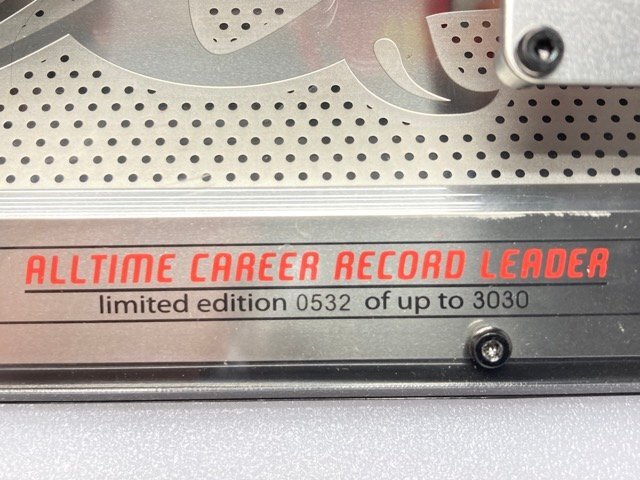 ALLTIME CAREER RECORD LEADER
limited edition 0532 of up to 3030